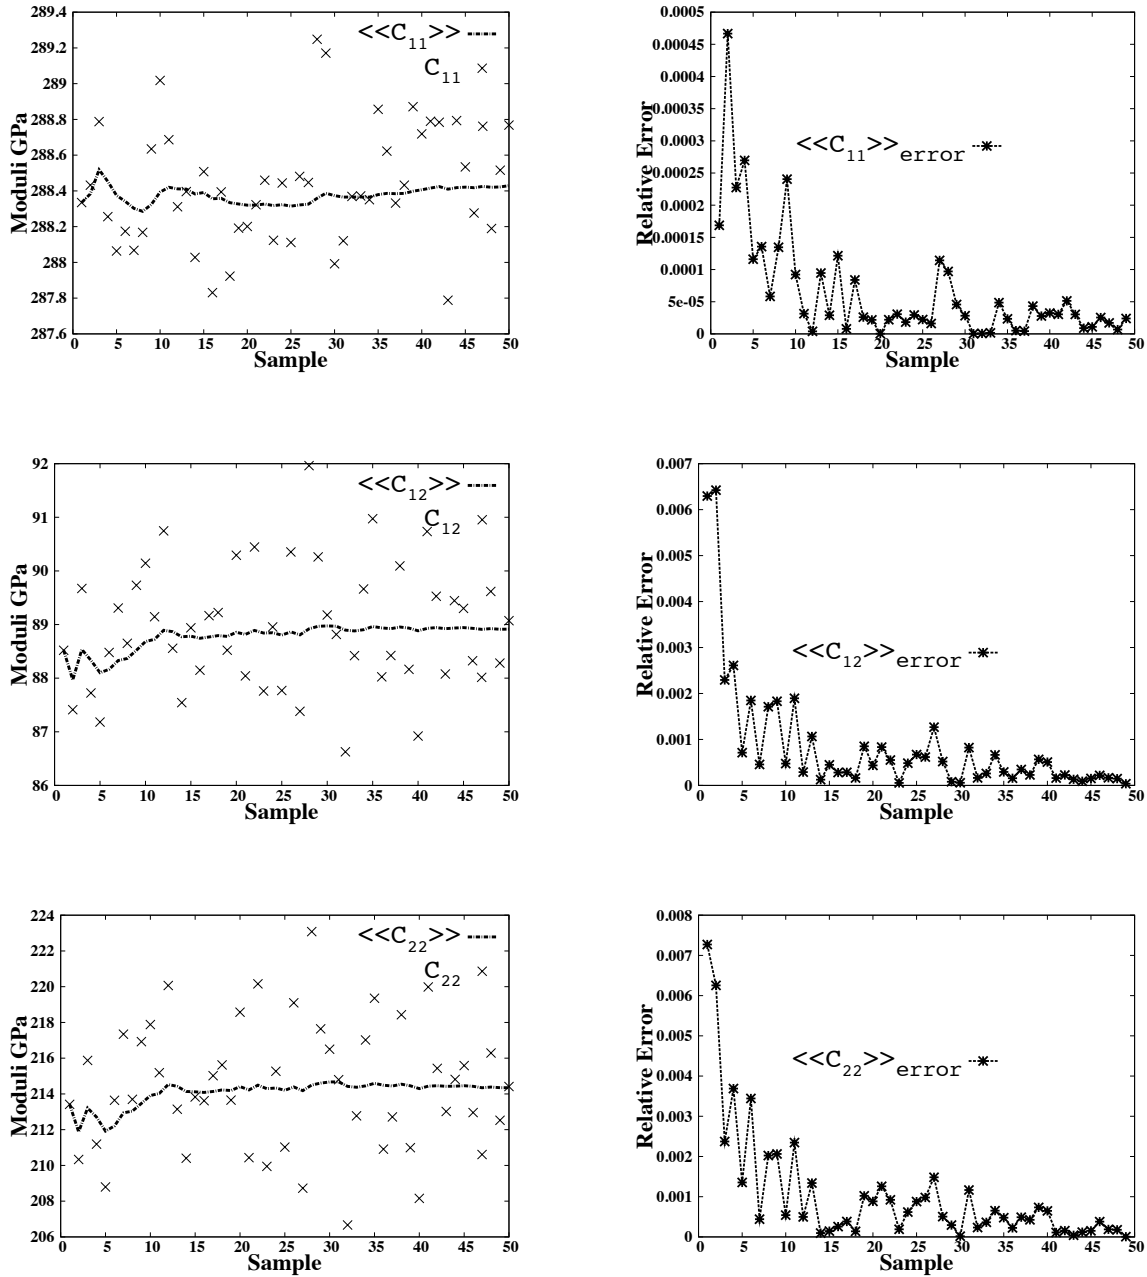 289.4
289.2
289
288.8
288.6
288.4
288.2
288
287.8
287.6
0 5 10 15 20 25 30 35 40 45 50
Moduli GPa
Sample
<<C11>>
C11
0.0005
0.00045
0.0004
0.00035
0.0003
0.00025
0.0002
0.00015
0.0001
5e-05
0
0 5 10 15 20 25 30 35 40 45 50
Relative Error
Sample
<<C11>>error
92
91
90
89
88
87
86
0 5 10 15 20 25 30 35 40 45 50
Moduli GPa
Sample
<<C12>>
C12
0.007
0.006
0.005
0.004
0.003
0.002
0.001
0
0 5 10 15 20 25 30 35 40 45 50
Relative Error
Sample
<<C12>>error
224
222
220
218
216
214
212
210
208
206
0 5 10 15 20 25 30 35 40 45 50
Moduli GPa
Sample
<<C22>>
C22
0.008
0.007
0.006
0.005
0.004
0.003
0.002
0.001
0
0 5 10 15 20 25 30 35 40 45 50
Relative Error
Sample
<<C22>>error